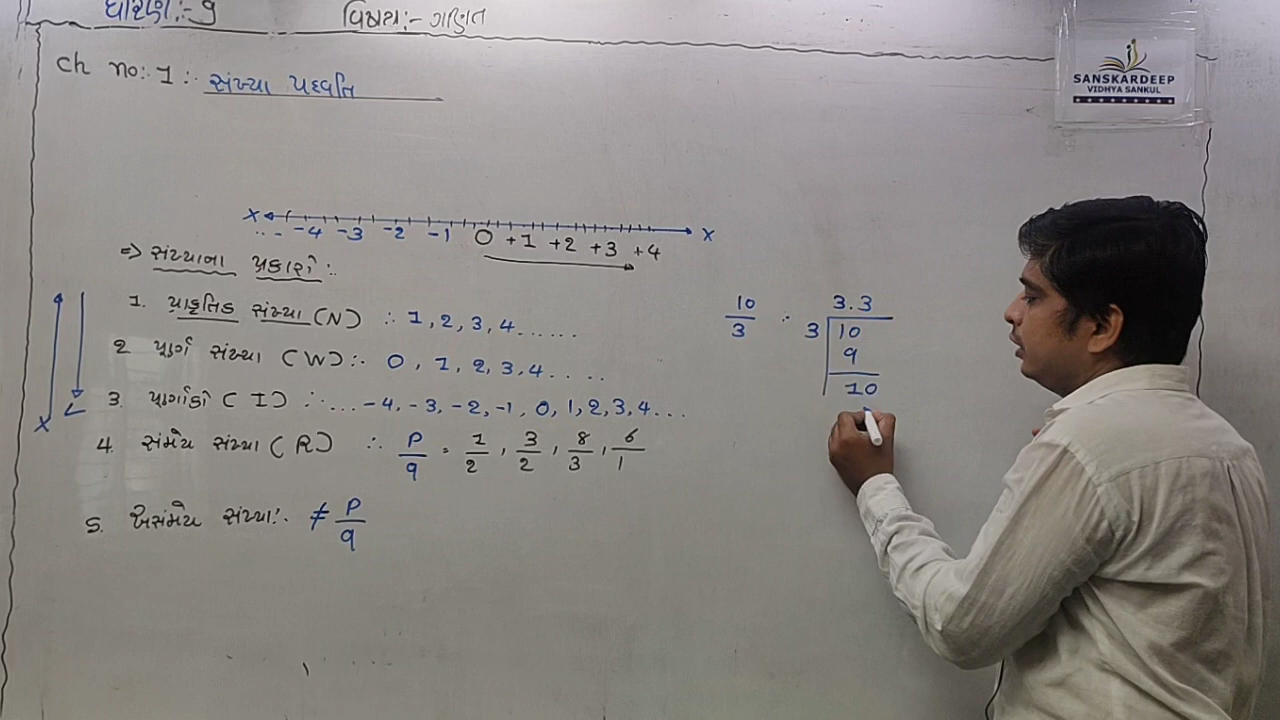 ધોરણ:- 9 વિષય:- ગણિત
SANSKARDEEP
VIDHYA SANKUL
Ch no:- 1 :- સંખ્યા પદ્ધતિ
X ... -4 -3 -2 -1 0 +1 +2 +3 +4 X
=> સંખ્યાના પ્રકારો :-
1. પ્રાકૃતિક સંખ્યા (N) :- 1, 2, 3, 4......
2 પૂર્ણ સંખ્યા (W) :- 0, 1, 2, 3, 4....
3. પૂર્ણાંકો (I) :- ...-4, -3, -2, -1, 0, 1, 2, 3, 4...
4. સંમેય સંખ્યા (R) :- P/q = 1/2, 3/2, 8/3, 6/1
5. અસંમેય સંખ્યા:- ≠ P/q
X
10/3 :-
3.3
3 10
9
10